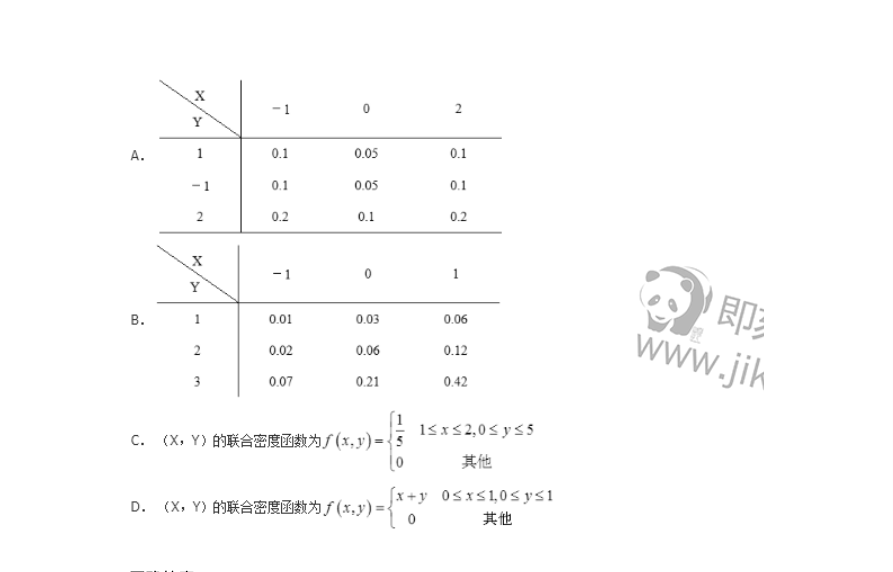 X
Y
-1 0 2
A. 1 0.1 0.05 0.1
-1 0.1 0.05 0.1
2 0.2 0.1 0.2
X
Y
-1 0 1
B. 1 0.01 0.03 0.06
2 0.02 0.06 0.12
3 0.07 0.21 0.42
C. (X,Y)的联合密度函数为f(x,y)={1/5 1≤x≤2,0≤y≤5
0 其他
D. (X,Y)的联合密度函数为f(x,y)={x+y 0≤x≤1,0≤y≤1
0 其他
即
www.jik